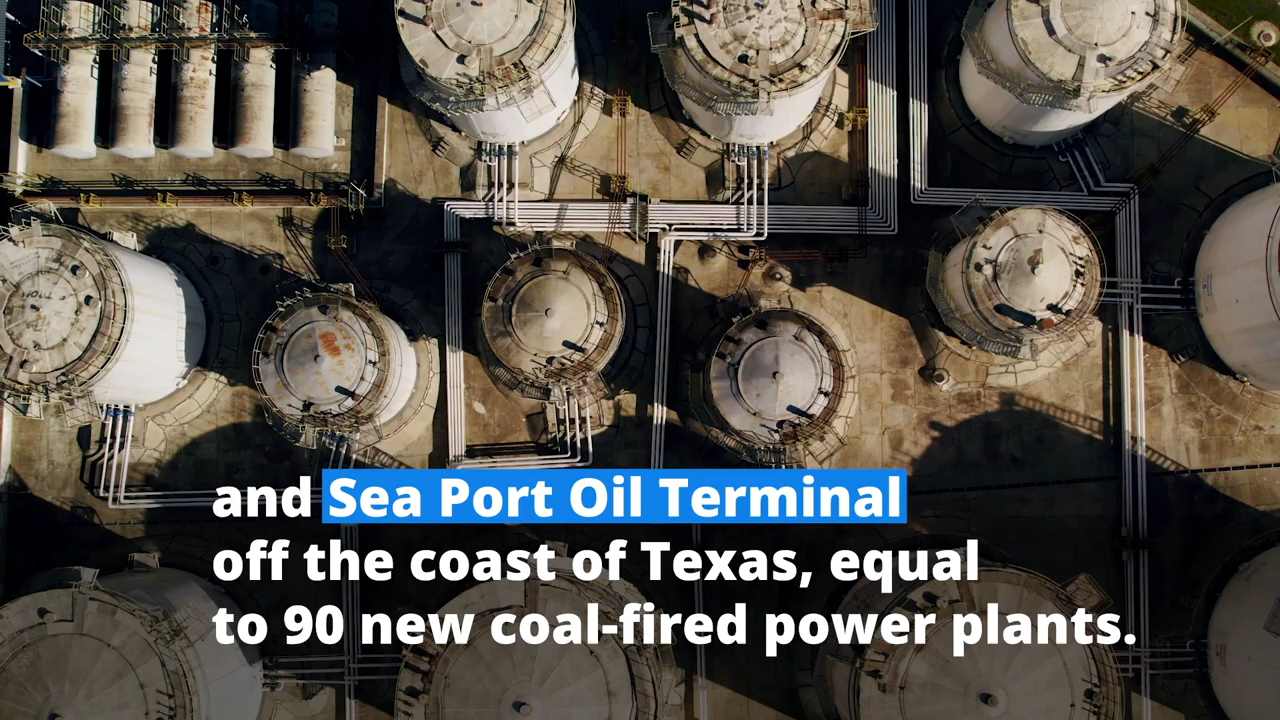 and Sea Port Oil Terminal
off the coast of Texas, equal
to 90 new coal-fired power plants.